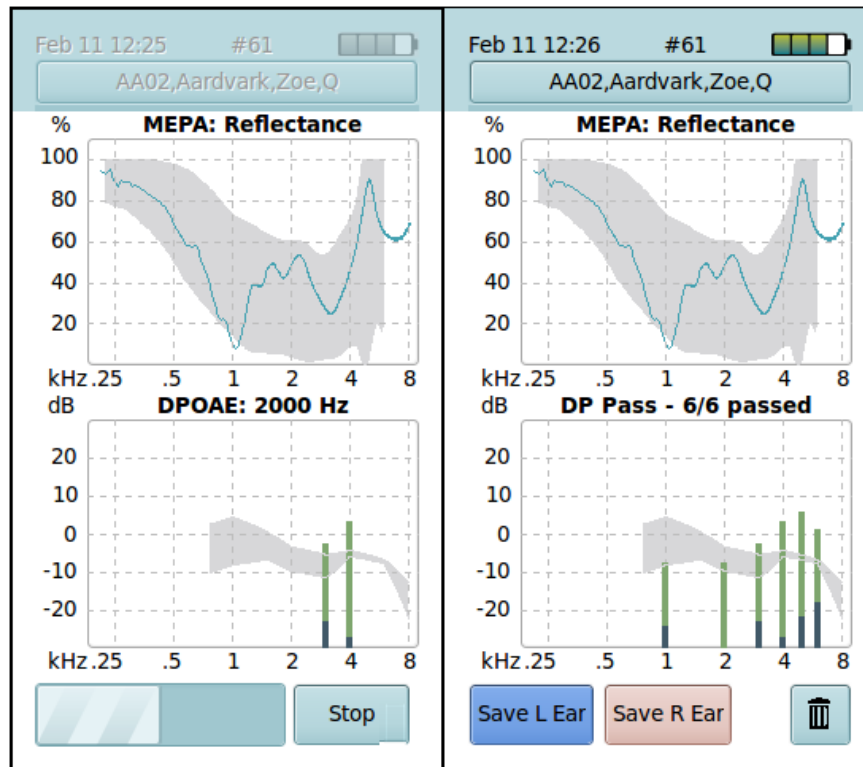 Feb 11 12:25 #61
AA02,Aardvark,Zoe,Q
% MEPA: Reflectance
100
80
60
40
20
kHz .25 .5 1 2 4 8
dB DPOAE: 2000 Hz
20
10
0
-10
-20
kHz .25 .5 1 2 4 8
Stop
Feb 11 12:26 #61
AA02,Aardvark,Zoe,Q
% MEPA: Reflectance
100
80
60
40
20
kHz .25 .5 1 2 4 8
dB DP Pass - 6/6 passed
20
10
0
-10
-20
kHz .25 .5 1 2 4 8
Save L Ear Save R Ear